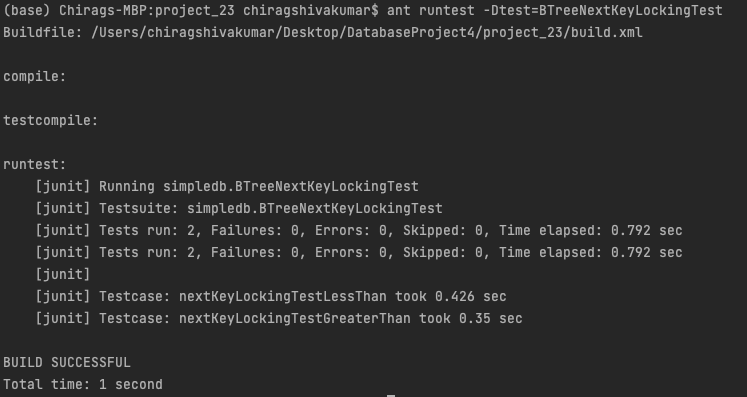 (base) Chirags-MBP:project_23 chiragshivakumar$ ant runtest -Dtest=BTreeNextKeyLockingTest
Buildfile: /Users/chiragshivakumar/Desktop/DatabaseProject4/project_23/build.xml
compile:
testcompile:
runtest:
[junit] Running simpledb.BTreeNextKeyLockingTest
[junit] Testsuite: simpledb.BTreeNextKeyLockingTest
[junit] Tests run: 2, Failures: 0, Errors: 0, Skipped: 0, Time elapsed: 0.792 sec
[junit] Tests run: 2, Failures: 0, Errors: 0, Skipped: 0, Time elapsed: 0.792 sec
[junit]
[junit] Testcase: nextKeyLockingTestLessThan took 0.426 sec
[junit] Testcase: nextKeyLockingTestGreaterThan took 0.35 sec
BUILD SUCCESSFUL
Total time: 1 second